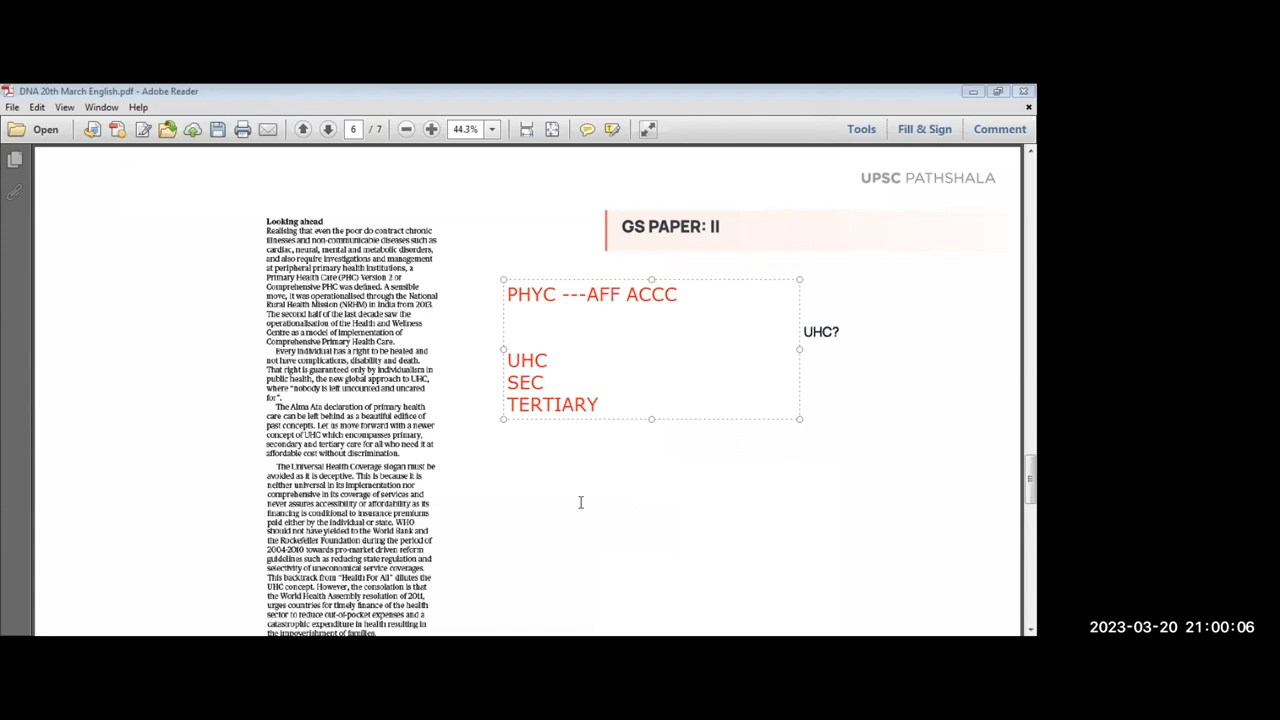 DNA 20th March English.pdf - Adobe Reader
File Edit View Window Help
Open 6 / 7 44.3% Tools Fill & Sign Comment
UPSC PATHSHALA
GS PAPER: II
PHYC ---AFF ACCC
UHC?
UHC
SEC
TERTIARY
Looking ahead
Realising that even the poor do contract chronic
illnesses and non-communicable diseases such as
cardiac, neural, mental and metabolic disorders,
and also require investigations and management
at peripheral primary health institutions, a
Primary Health Care (PHC) Version 2 or
Comprehensive PHC was defined. A sensible
move, it was operationalised through the National
Rural Health Mission (NRHM) in India from 2013.
The second half of the last decade saw the
operationalisation of the Health and Wellness
Centre as a model of implementation of
Comprehensive Primary Health Care.
Every individual has a right to be healed and
not have complications, disability and death.
That right is guaranteed only by individualism in
public health, the new global approach to UHC,
where “nobody is left uncounted and uncared
for”.
The Alma Ata declaration of primary health
care can be left behind as a beautiful edifice of
past concepts. Let us move forward with a newer
concept of UHC which encompasses primary,
secondary and tertiary care for all who need it at
affordable cost without discrimination.
The Universal Health Coverage slogan must be
avoided as it is deceptive. This is because it is
neither universal in its implementation nor
comprehensive in its coverage of services and
never assures accessibility or affordability as its
financing is conditional to insurance premiums
paid either by the individual or state. WHO
should not have yielded to the World Bank and
the Rockefeller Foundation during the period of
2004-2010 towards pro-market driven reform
guidelines such as reducing state regulation and
selectivity of uneconomical service coverages.
This backtrack from “Health For All” dilutes the
UHC concept. However, the consolation is that
the World Health Assembly resolution of 2011,
urges countries for timely finance of the health
sector to reduce out-of-pocket expenses and a
catastrophic expenditure in health resulting in
the impoverishment of families.
2023-03-20 21:00:06